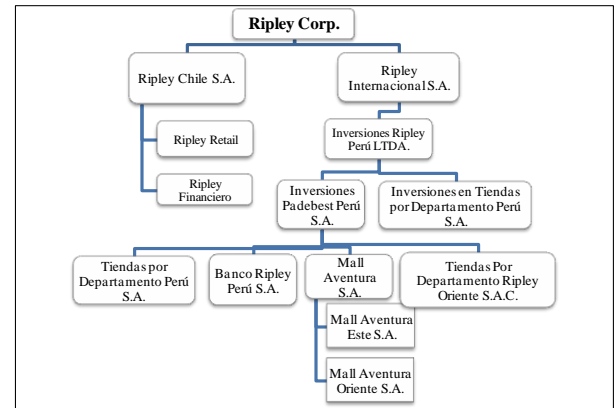 Ripley Corp.
Ripley Chile S.A.
Ripley
Internacional S.A.
Ripley Retail
Ripley
Financiero
Inversiones Ripley
Perú LTDA.
Inversiones
Padebest Perú
S.A.
Inversiones en Tiendas
por Departamento Perú
S.A.
Tiendas por
Departamento Perú
S.A.
Banco Ripley
Perú S.A.
Mall
Aventura
S.A.
Tiendas Por
Departamento Ripley
Oriente S.A.C.
Mall Aventura
Este S.A.
Mall Aventura
Oriente S.A.